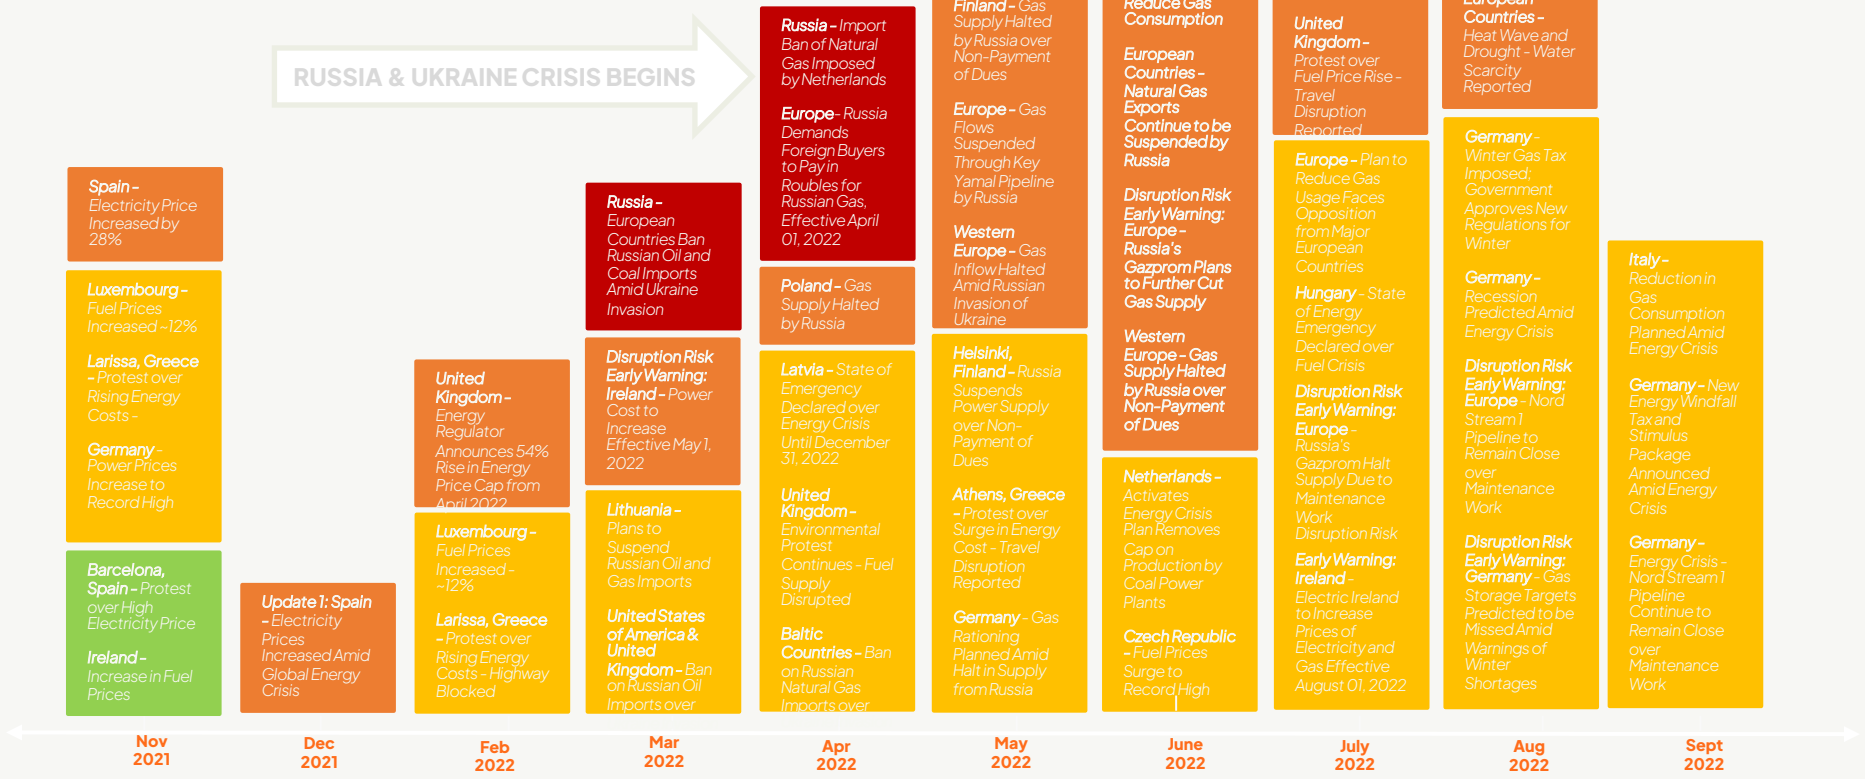 RUSSIA & UKRAINE CRISIS BEGINS
Spain -
Electricity Price
Increased by
28%
Luxembourg -
Fuel Prices
Increased ~12%
Larissa, Greece
- Protest over
Rising Energy
Costs -
Germany -
Power Prices
Increase to
Record High
Barcelona,
Spain - Protest
over High
Electricity Price
Ireland -
Increase in Fuel
Prices
Nov
2021
Update 1: Spain
- Electricity
Prices
Increased Amid
Global Energy
Crisis
Dec
2021
United
Kingdom -
Energy
Regulator
Announces 54%
Rise in Energy
Price Cap from
April 2022
Luxembourg -
Fuel Prices
Increased -
~12%
Larissa, Greece
- Protest over
Rising Energy
Costs - Highway
Blocked
Feb
2022
Russia -
European
Countries Ban
Russian Oil and
Coal Imports
Amid Ukraine
Invasion
Disruption Risk
Early Warning:
Ireland - Power
Cost to
Increase
Effective May 1,
2022
Lithuania -
Plans to
Suspend
Russian Oil and
Gas Imports
United States
of America &
United
Kingdom - Ban
on Russian Oil
Imports over
Mar
2022
Russia - Import
Ban of Natural
Gas Imposed
by Netherlands
Europe- Russia
Demands
Foreign Buyers
to Pay in
Roubles for
Russian Gas,
Effective April
01, 2022
Poland - Gas
Supply Halted
by Russia
Latvia - State of
Emergency
Declared over
Energy Crisis
Until December
31, 2022
United
Kingdom -
Environmental
Protest
Continues - Fuel
Supply
Disrupted
Baltic
Countries - Ban
on Russian
Natural Gas
Imports over
Apr
2022
Finland - Gas
Supply Halted
by Russia over
Non-Payment
of Dues
Europe - Gas
Flows
Suspended
Through Key
Yamal Pipeline
by Russia
Western
Europe - Gas
Inflow Halted
Amid Russian
Invasion of
Ukraine
Helsinki,
Finland - Russia
Suspends
Power Supply
over Non-
Payment of
Dues
Athens, Greece
- Protest over
Surge in Energy
Cost - Travel
Disruption
Reported
Germany - Gas
Rationing
Planned Amid
Halt in Supply
from Russia
May
2022
Reduce Gas
Consumption
European
Countries -
Natural Gas
Exports
Continue to be
Suspended by
Russia
Disruption Risk
Early Warning:
Europe -
Russia's
Gazprom Plans
to Further Cut
Gas Supply
Western
Europe - Gas
Supply Halted
by Russia over
Non-Payment
of Dues
Netherlands -
Activates
Energy Crisis
Plan Removes
Cap on
Production by
Coal Power
Plants
Czech Republic
- Fuel Prices
Surge to
Record High
June
2022
United
Kingdom -
Protest over
Fuel Price Rise -
Travel
Disruption
Reported
Europe - Plan to
Reduce Gas
Usage Faces
Opposition
from Major
European
Countries
Hungary - State
of Energy
Emergency
Declared over
Fuel Crisis
Disruption Risk
Early Warning:
Europe -
Russia's
Gazprom Halt
Supply Due to
Maintenance
Work
Disruption Risk
Early Warning:
Ireland -
Electric Ireland
to Increase
Prices of
Electricity and
Gas Effective
August 01, 2022
July
2022
European
Countries -
Heat Wave and
Drought - Water
Scarcity
Reported
Germany -
Winter Gas Tax
Imposed;
Government
Approves New
Regulations for
Winter
Germany -
Recession
Predicted Amid
Energy Crisis
Disruption Risk
Early Warning:
Europe - Nord
Stream 1
Pipeline to
Remain Close
over
Maintenance
Work
Disruption Risk
Early Warning:
Germany - Gas
Storage Targets
Predicted to be
Missed Amid
Warnings of
Winter
Shortages
Aug
2022
Italy -
Reduction in
Gas
Consumption
Planned Amid
Energy Crisis
Germany - New
Energy Windfall
Tax and
Stimulus
Package
Announced
Amid Energy
Crisis
Germany -
Energy Crisis -
Nord Stream 1
Pipeline
Continue to
Remain Close
over
Maintenance
Work
Sept
2022